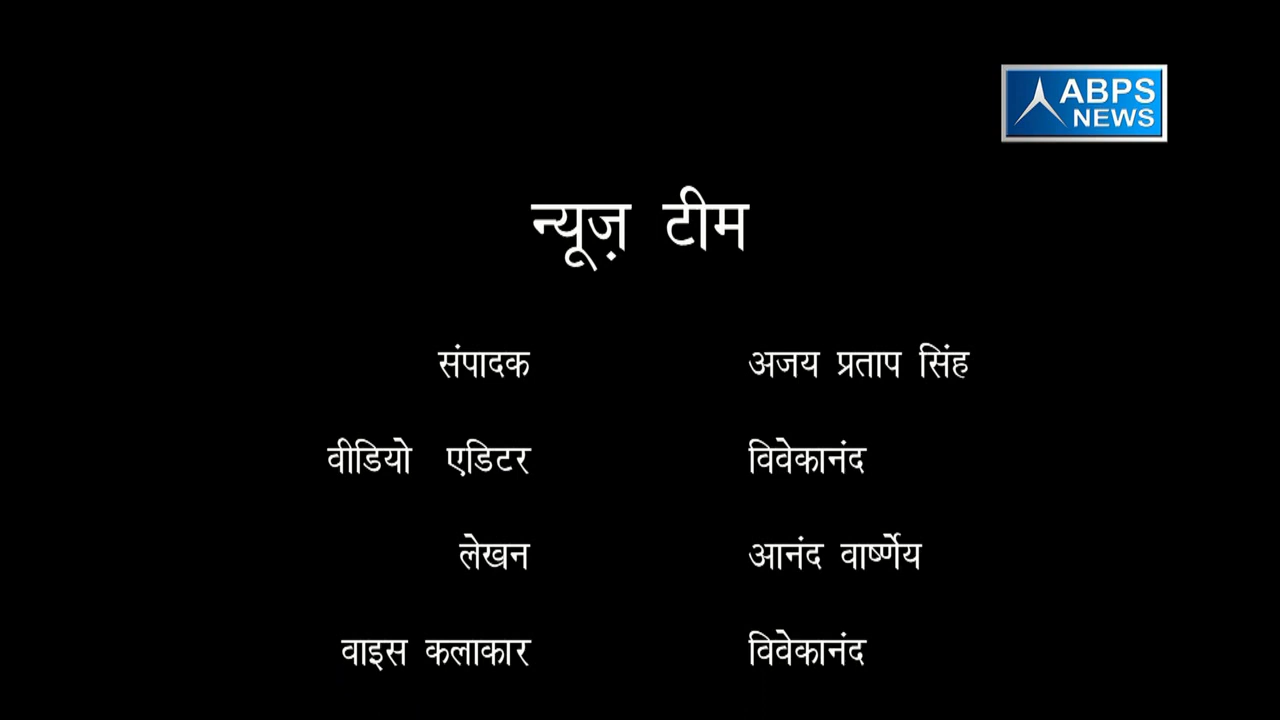 ABPS
NEWS
न्यूज़ टीम
संपादक अजय प्रताप सिंह
वीडियो एडिटर विवेकानंद
लेखन आनंद वार्ष्णेय
वाइस कलाकार विवेकानंद